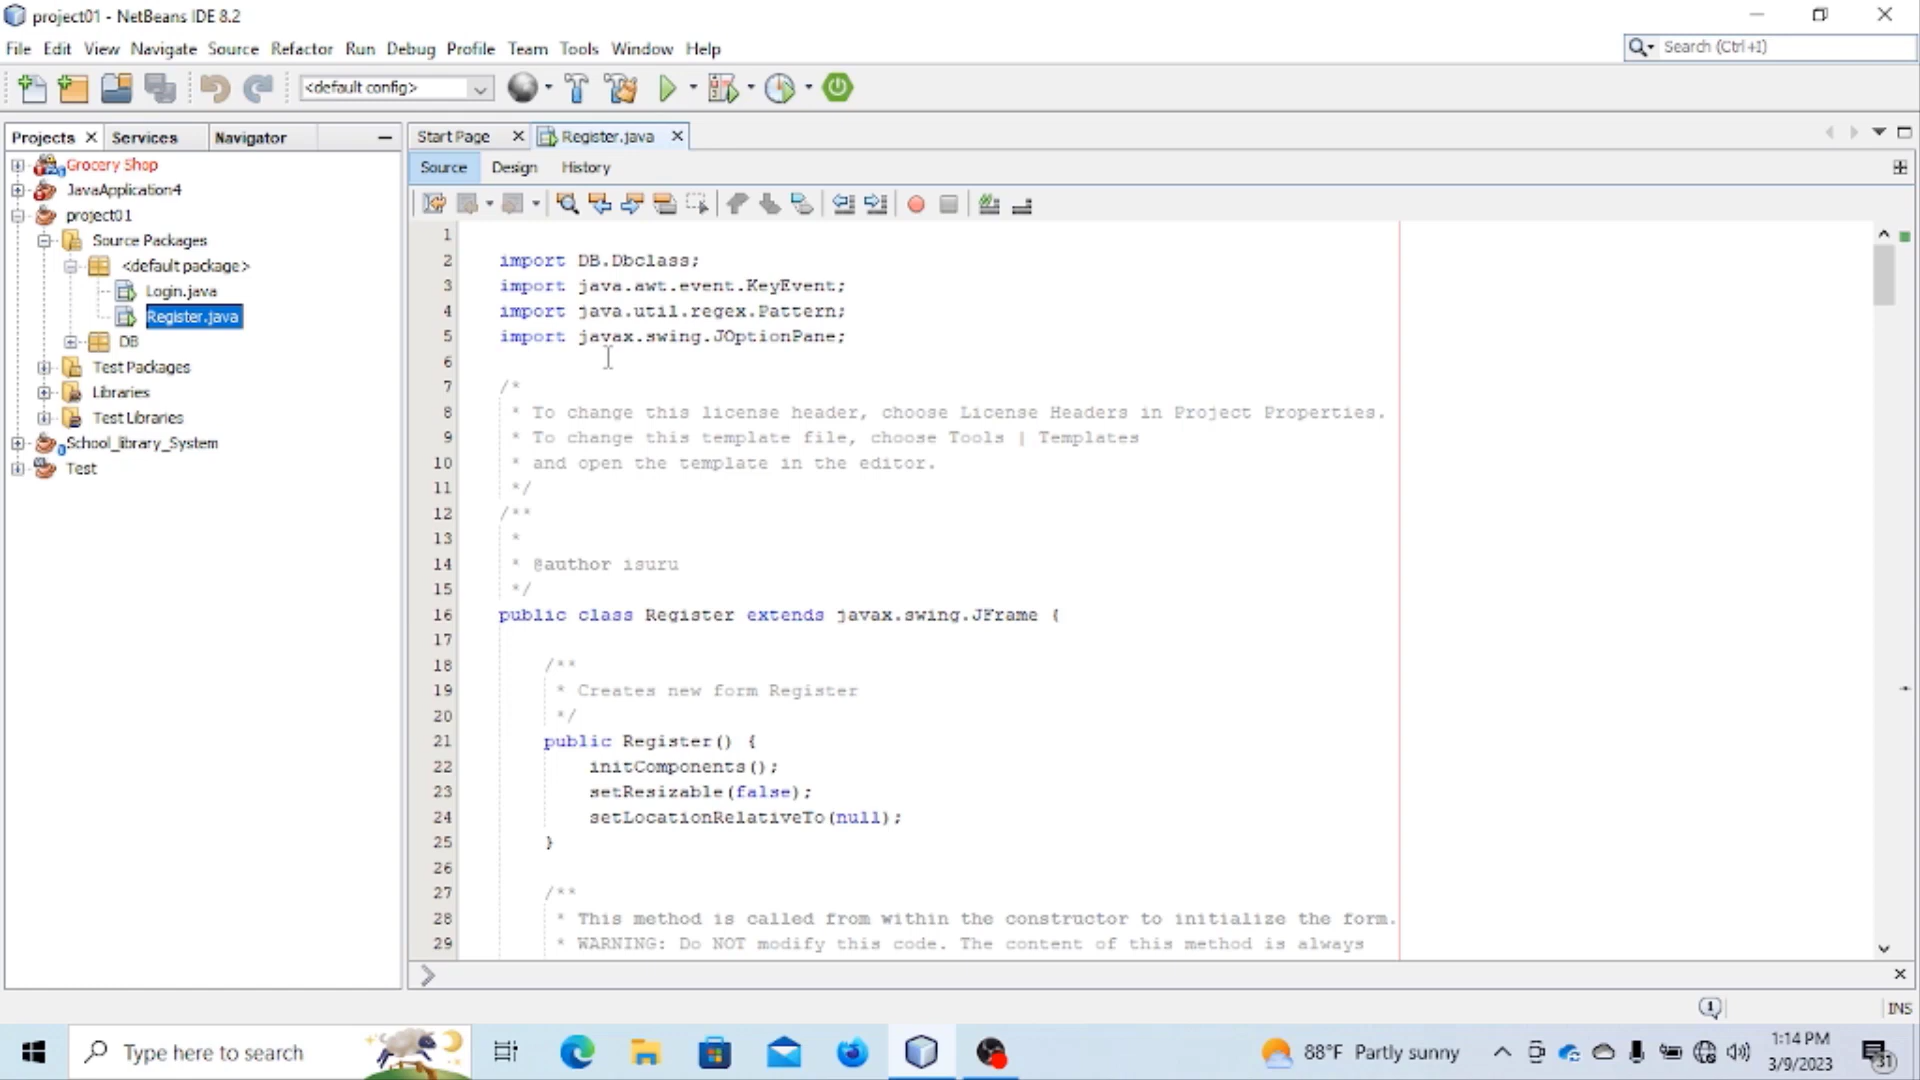 project01 - NetBeans IDE 8.2
File Edit View Navigate Source Refactor Run Debug Profile Team Tools Window Help
Search (Ctrl+I)
<default config>
Projects Services Navigator
Start Page Register.java
Source Design History
Grocery Shop
JavaApplication4
project01
Source Packages
<default package>
Login.java
Register.java
DB
Test Packages
Libraries
Test Libraries
School_library_System
Test
1
2 import DB.Dbclass;
3 import java.awt.event.KeyEvent;
4 import java.util.regex.Pattern;
5 import javax.swing.JOptionPane;
6
7 /*
8 * To change this license header, choose License Headers in Project Properties.
9 * To change this template file, choose Tools | Templates
10 * and open the template in the editor.
11 */
12 /**
13 *
14 * @author isuru
15 */
16 public class Register extends javax.swing.JFrame {
17
18 /**
19 * Creates new form Register
20 */
21 public Register() {
22 initComponents();
23 setResizable(false);
24 setLocationRelativeTo(null);
25 }
26
27 /**
28 * This method is called from within the constructor to initialize the form.
29 * WARNING: Do NOT modify this code. The content of this method is always
1 INS
Type here to search
88°F Partly sunny
1:14 PM
3/9/2023
31